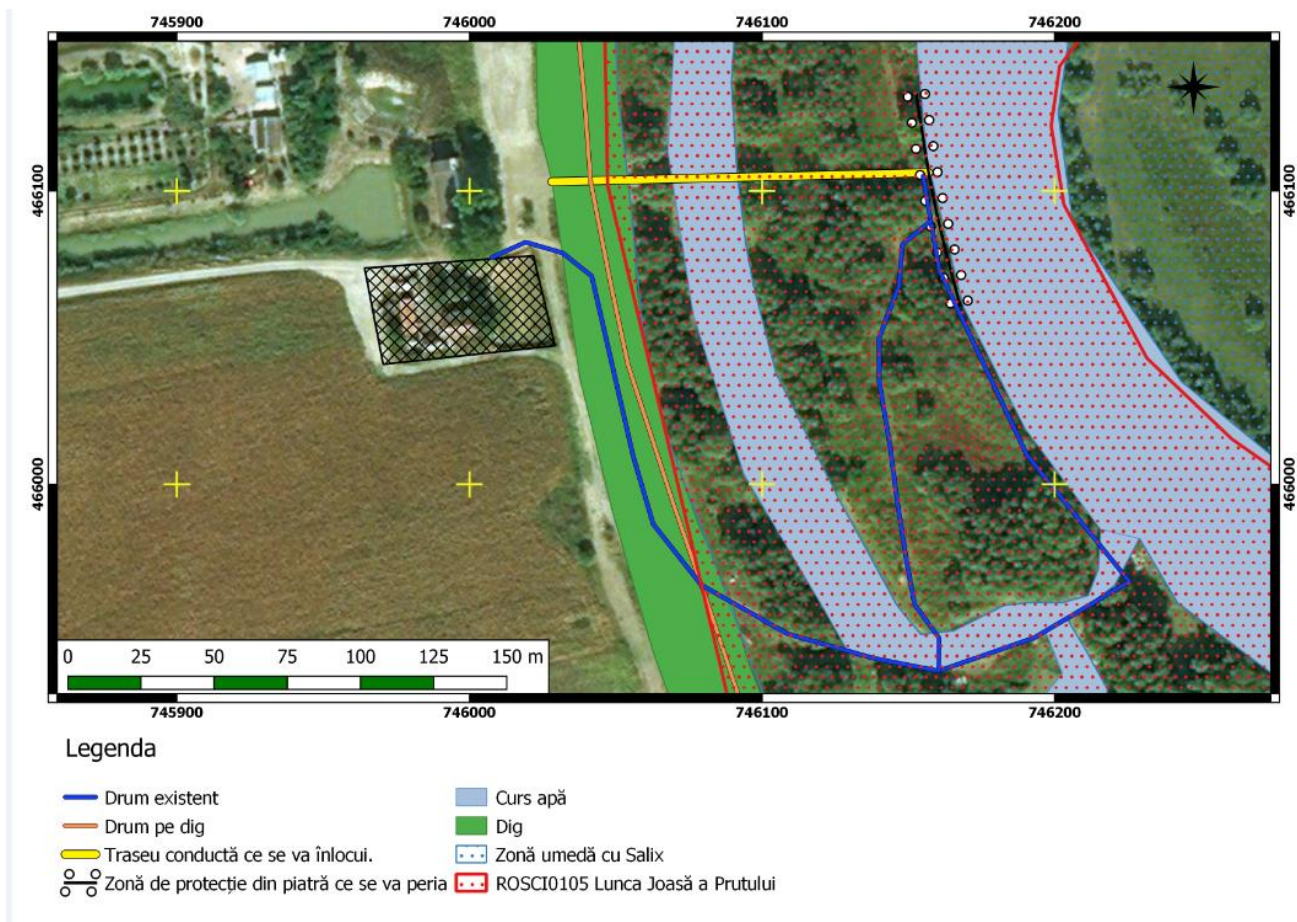 745900 746000 746100 746200
466100 466100
466000 466000
0 25 50 75 100 125 150 m
745900 746000 746100 746200
Legenda
Drum existent
Drum pe dig
Traseu conductă ce se va înlocui.
Zonă de protecție din piatră ce se va peria
Curs apă
Dig
Zonă umedă cu Salix
ROSCI0105 Lunca Joasă a Prutului